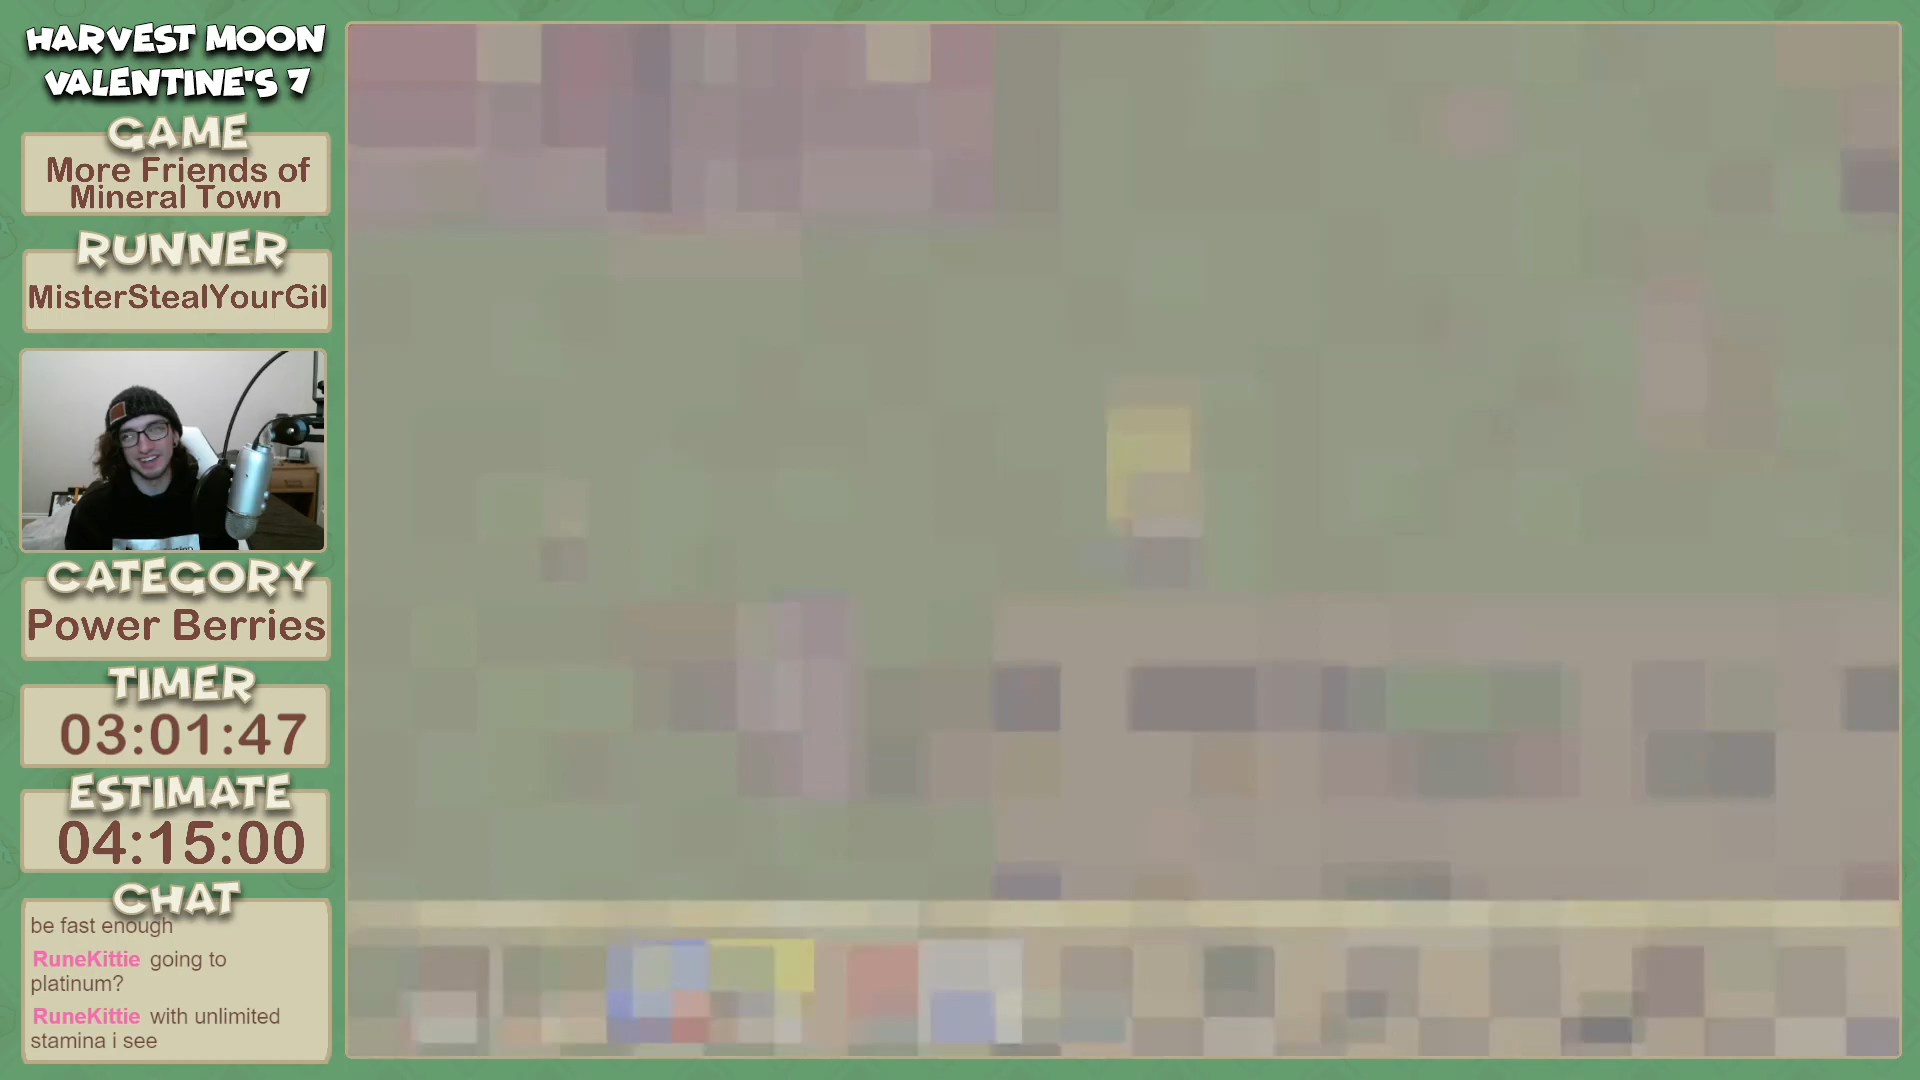 HARVEST MOON
VALENTINE'S 7
GAME
More Friends of
Mineral Town
RUNNER
MisterStealYourGil
CATEGORY
Power Berries
TIMER
03:01:47
ESTIMATE
04:15:00
CHAT
be fast enough
RuneKittie going to
platinum?
RuneKittie with unlimited
stamina i see